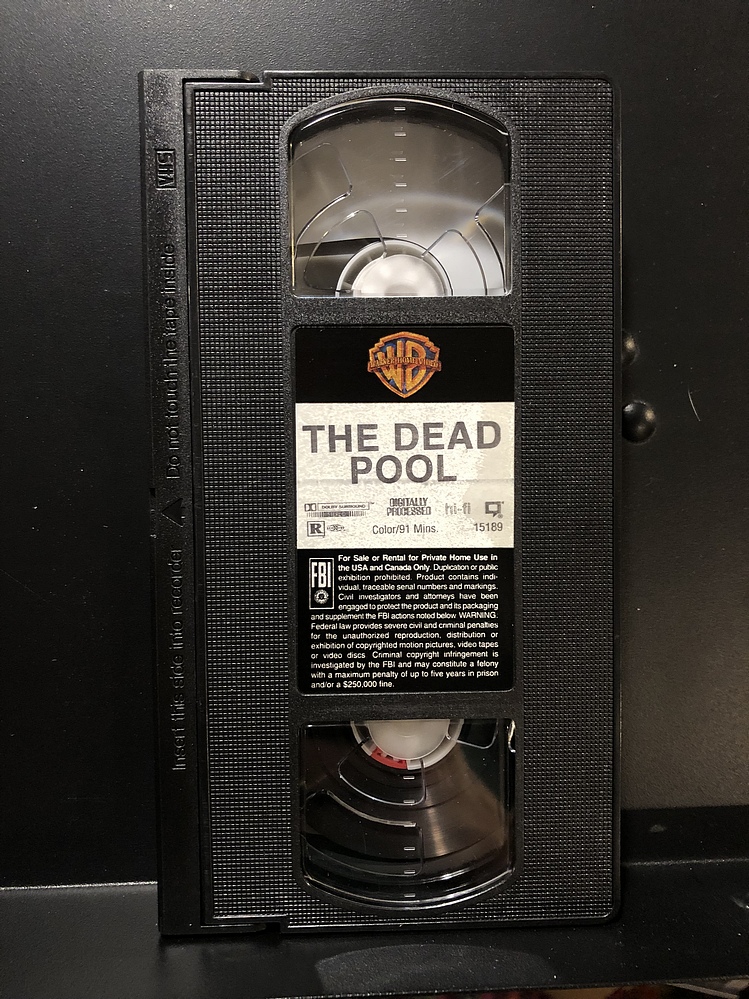 WB
WARNER HOME VIDEO
THE DEAD
POOL
DOLBY SURROUND
DIGITALLY
PROCESSED
hi-fi
R
Color/91 Mins.
15189
FBI
For Sale or Rental for Private Home Use in
the USA and Canada Only. Duplication or public
exhibition prohibited. Product contains indi-
vidual, traceable serial numbers and markings.
Civil investigators and attorneys have been
engaged to protect the product and its packaging
and supplement the FBI actions noted below. WARNING:
Federal law provides severe civil and criminal penalties
for the unauthorized reproduction, distribution or
exhibition of copyrighted motion pictures, video tapes
or video discs. Criminal copyright infringement is
investigated by the FBI and may constitute a felony
with a maximum penalty of up to five years in prison
and/or a $250,000 fine.
Insert this side into recorder
Do not touch the tape inside